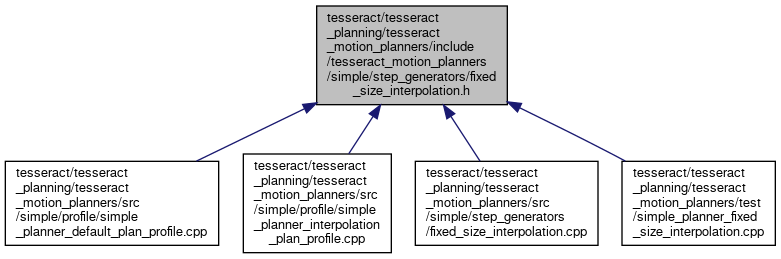 tesseract/tesseract
_planning/tesseract
_motion_planners/include
/tesseract_motion_planners
/simple/step_generators/fixed
_size_interpolation.h
tesseract/tesseract
_planning/tesseract
_motion_planners/src
/simple/profile/simple
_planner_default_plan_profile.cpp
tesseract/tesseract
_planning/tesseract
_motion_planners/src
/simple/profile/simple
_planner_interpolation
_plan_profile.cpp
tesseract/tesseract
_planning/tesseract
_motion_planners/src
/simple/step_generators
/fixed_size_interpolation.cpp
tesseract/tesseract
_planning/tesseract
_motion_planners/test
/simple_planner_fixed
_size_interpolation.cpp